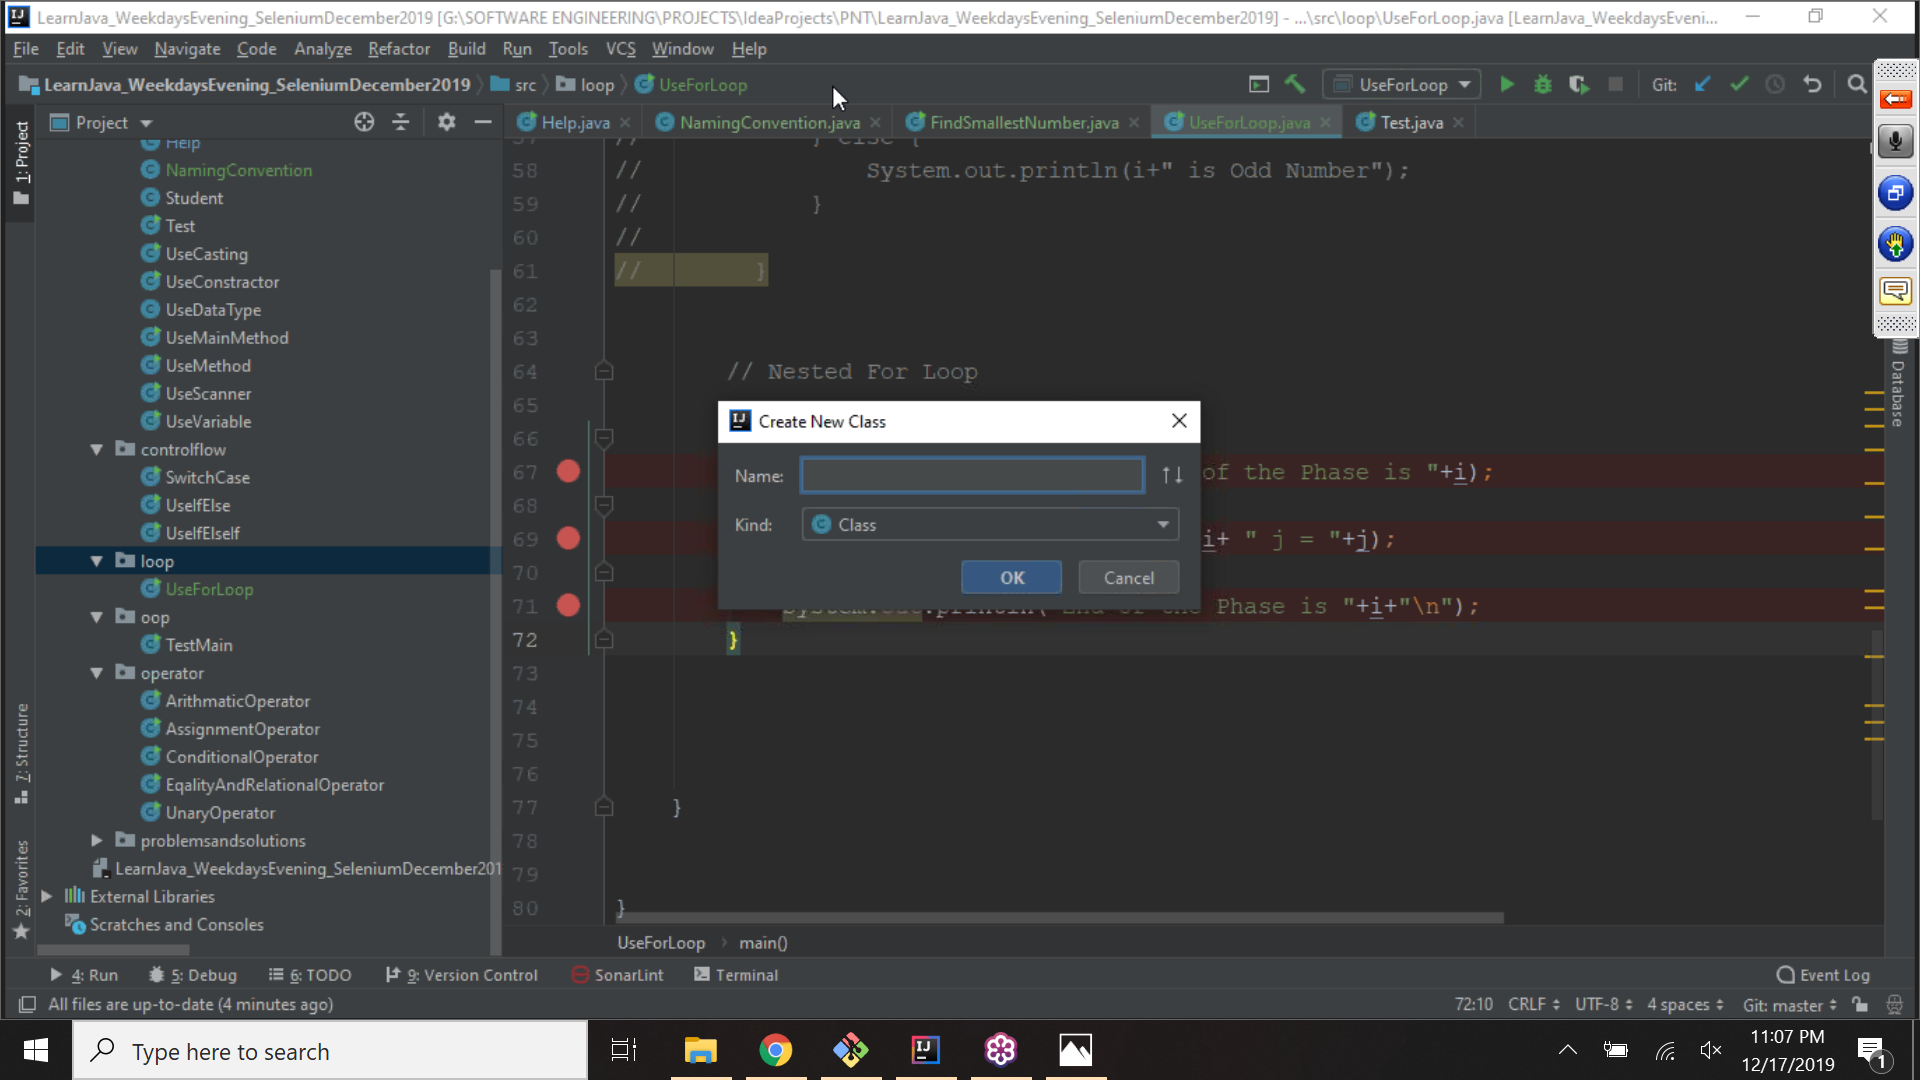 LearnJava_WeekdaysEvening_SeleniumDecember2019 [G:\SOFTWARE ENGINEERING\PROJECTS\IdeaProjects\PNT\LearnJava_WeekdaysEvening_SeleniumDecember2019] - ...\src\loop\UseForLoop.java [LearnJava_WeekdaysEveni...
File Edit View Navigate Code Analyze Refactor Build Run Tools VCS Window Help
LearnJava_WeekdaysEvening_SeleniumDecember2019 src loop UseForLoop
UseForLoop Git:
Project
Help.java NamingConvention.java FindSmallestNumber.java UseForLoop.java Test.java
1: Project
7: Structure
2: Favorites
Database
Help
NamingConvention
Student
Test
UseCasting
UseConstractor
UseDataType
UseMainMethod
UseMethod
UseScanner
UseVariable
controlflow
SwitchCase
UseIfElse
UseIfElseIf
loop
UseForLoop
oop
TestMain
operator
ArithmaticOperator
AssignmentOperator
ConditionalOperator
EqalityAndRelationalOperator
UnaryOperator
problemsandsolutions
LearnJava_WeekdaysEvening_SeleniumDecember201
External Libraries
Scratches and Consoles
57 // } else {
58 // System.out.println(i+" is Odd Number");
59 // }
60 //
61 // }
62
63
64 // Nested For Loop
65
66
67 of the Phase is "+i);
68
69 i+ " j = "+j);
70
71 System.out.println("End of the Phase is "+i+"\n");
72 }
73
74
75
76
77 }
78
79
80 }
Create New Class
Name:
Kind: Class
OK Cancel
UseForLoop main()
4: Run 5: Debug 6: TODO 9: Version Control SonarLint Terminal Event Log
All files are up-to-date (4 minutes ago) 72:10 CRLF UTF-8 4 spaces Git: master
Type here to search
11:07 PM
12/17/2019
1